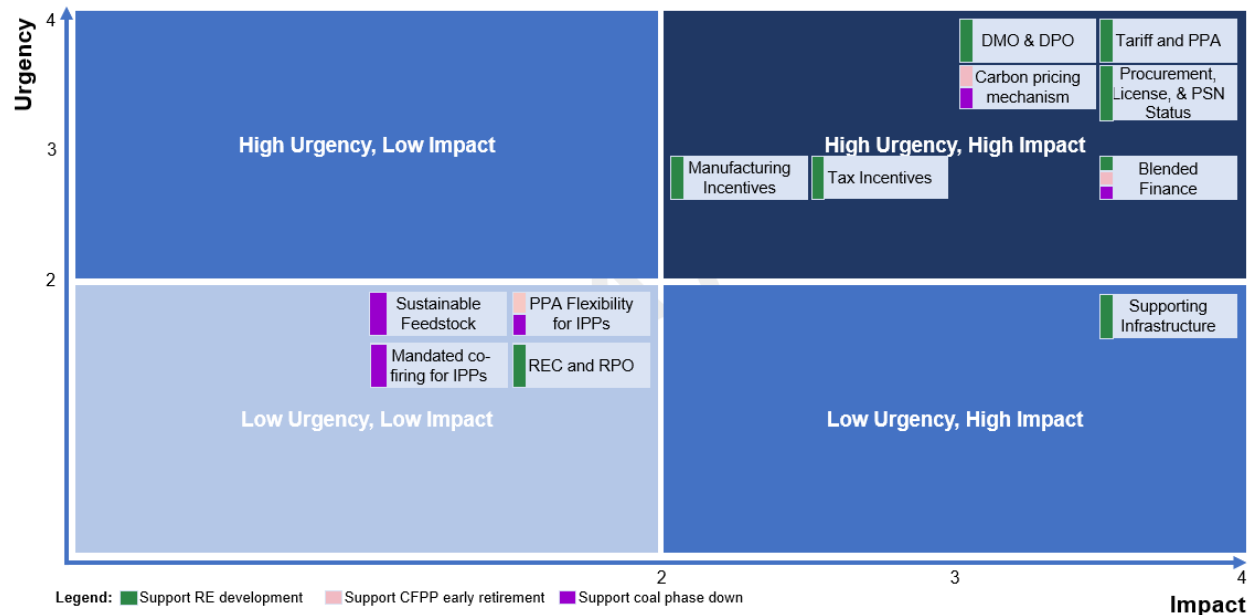 4
Urgency
DMO & DPO
Tariff and PPA
Carbon pricing
mechanism
Procurement,
License, & PSN
Status
High Urgency, Low Impact
3
High Urgency, High Impact
Manufacturing
Incentives
Tax Incentives
Blended
Finance
2
Sustainable
Feedstock
PPA Flexibility
for IPPs
Supporting
Infrastructure
Mandated co-
firing for IPPs
REC and RPO
Low Urgency, Low Impact
Low Urgency, High Impact
2
3
4
Legend: Support RE development Support CFPP early retirement Support coal phase down
Impact